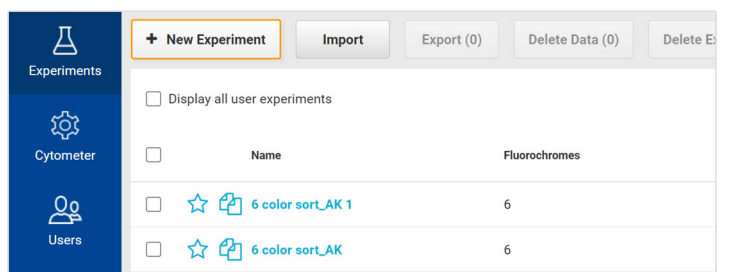 + New Experiment Import Export (0) Delete Data (0)
Experiments
Display all user experiments
Cytometer
Name Fluorochromes
6 color sort_AK 1 6
Users
6 color sort_AK 6